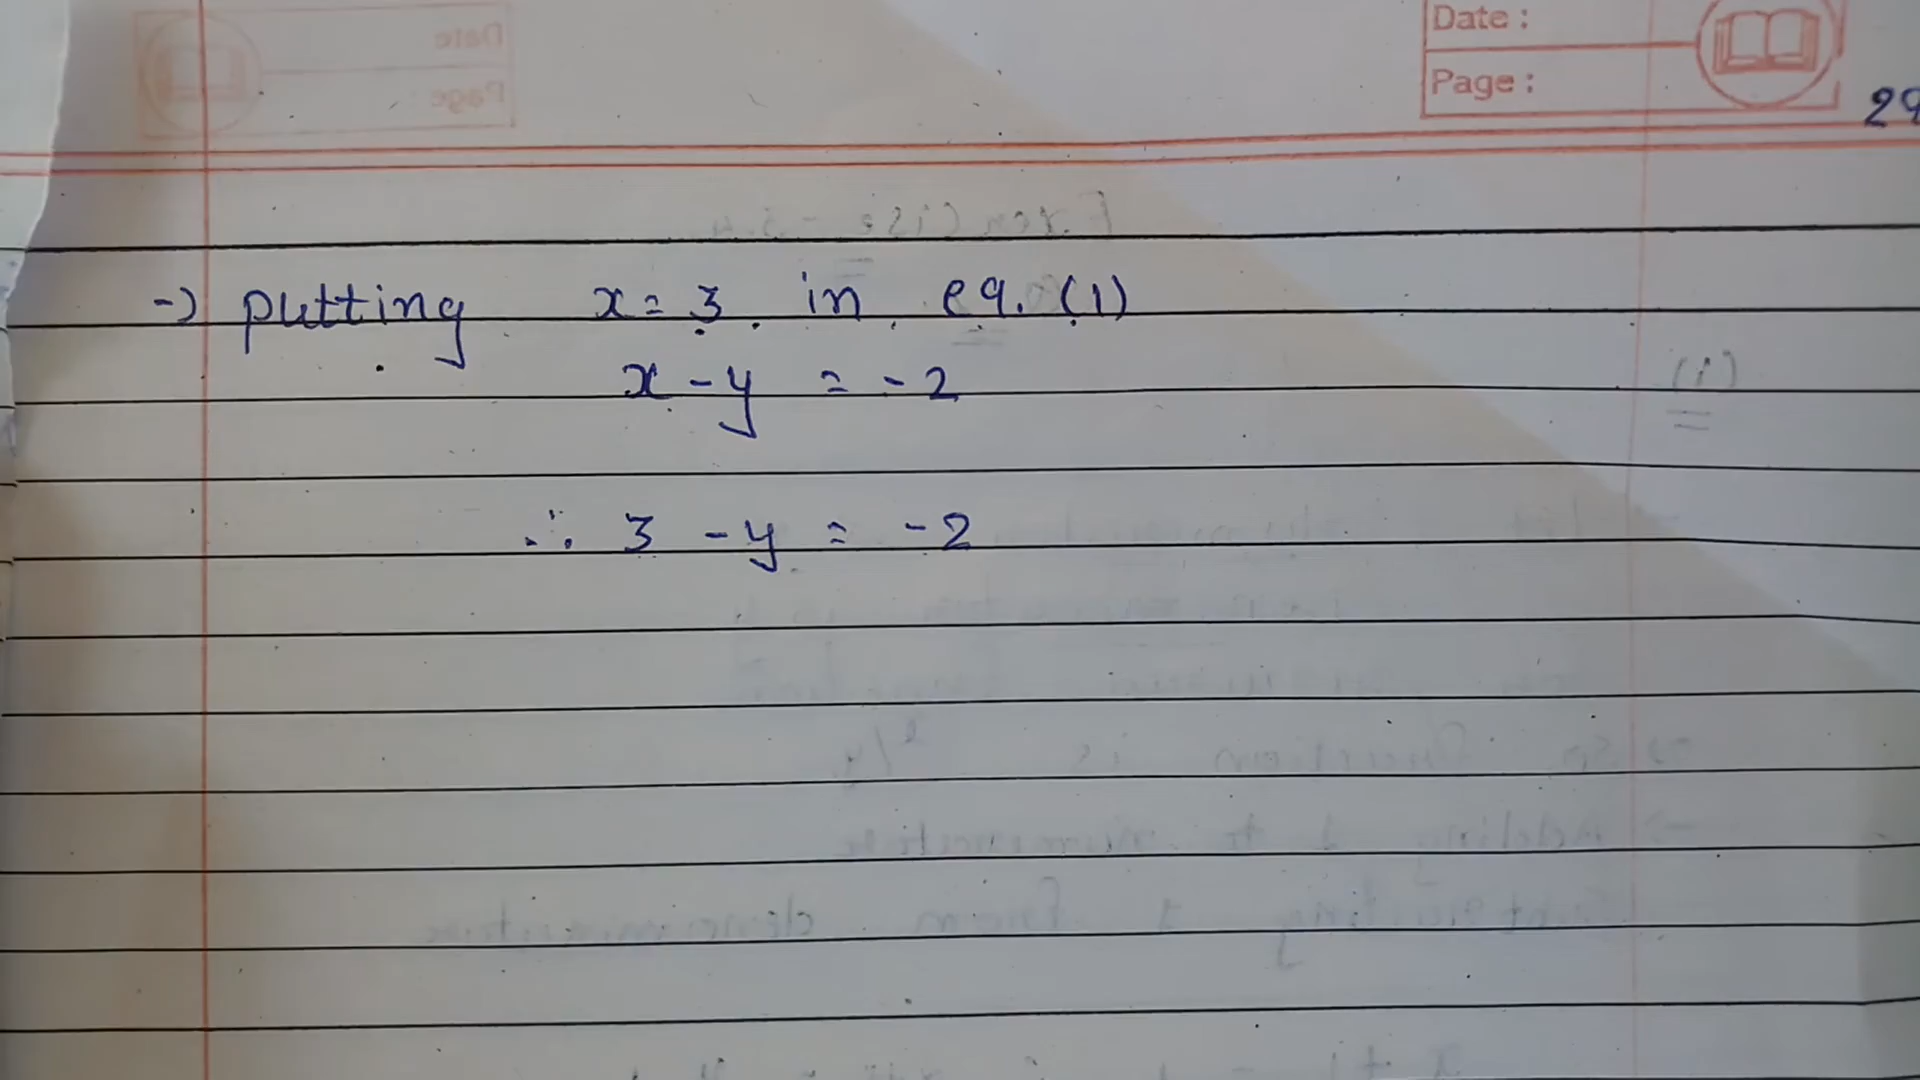 Date :
Page :
29
-> putting x = 3 in eq. (1)
x - y = -2
∴ 3 - y = -2